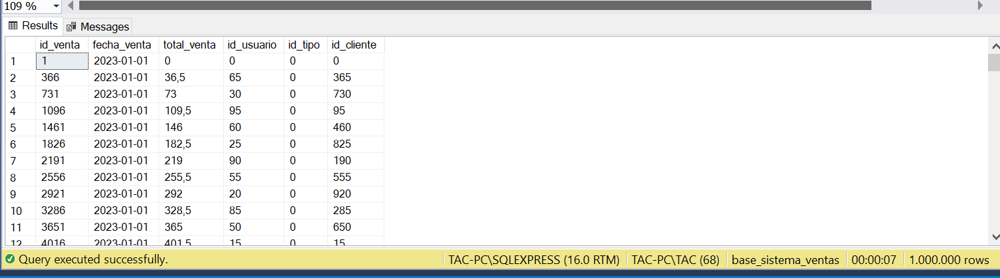 109 %
Results Messages
id_venta fecha_venta total_venta id_usuario id_tipo id_cliente
1 1 2023-01-01 0 0 0 0
2 366 2023-01-01 36,5 65 0 365
3 731 2023-01-01 73 30 0 730
4 1096 2023-01-01 109,5 95 0 95
5 1461 2023-01-01 146 60 0 460
6 1826 2023-01-01 182,5 25 0 825
7 2191 2023-01-01 219 90 0 190
8 2556 2023-01-01 255,5 55 0 555
9 2921 2023-01-01 292 20 0 920
10 3286 2023-01-01 328,5 85 0 285
11 3651 2023-01-01 365 50 0 650
12 4016 2023-01-01 401,5 15 0 15
Query executed successfully. TAC-PC\SQLEXPRESS (16.0 RTM) TAC-PC\TAC (68) base_sistema_ventas 00:00:07 1.000.000 rows